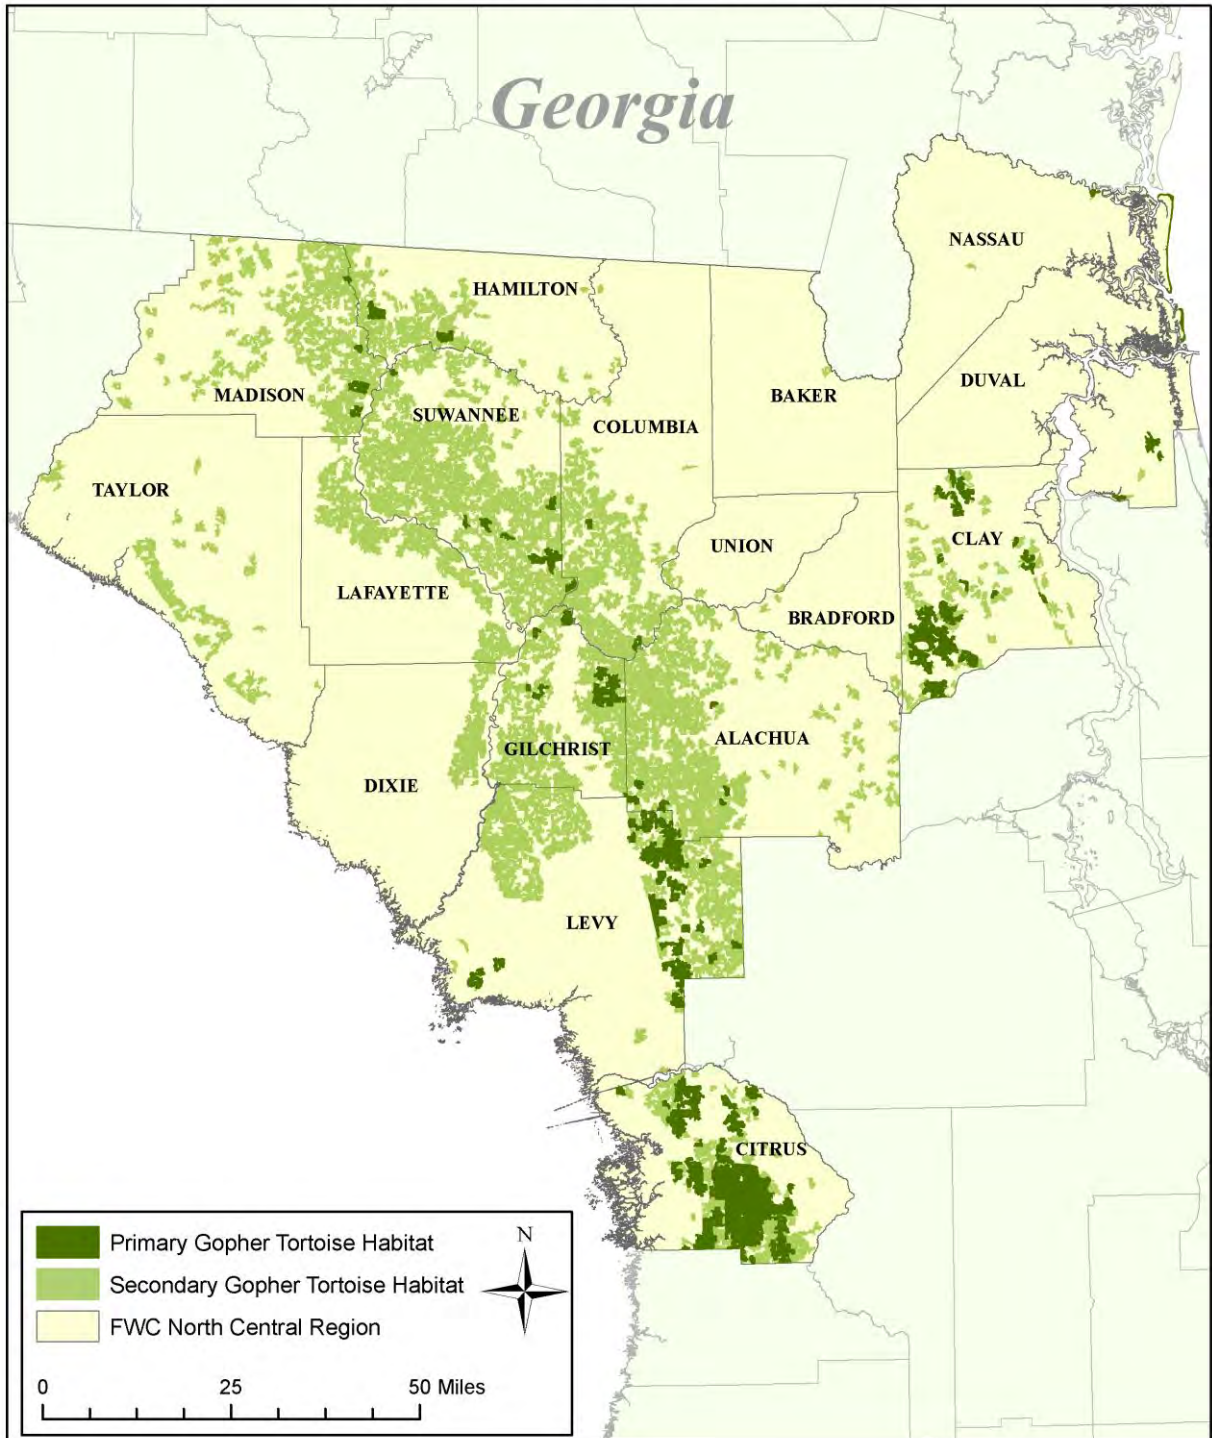 Georgia
NASSAU
HAMILTON
DUVAL
MADISON
BAKER
SUWANNEE
COLUMBIA
TAYLOR
CLAY
UNION
LAFAYETTE
BRADFORD
ALACHUA
GILCHRIST
DIXIE
LEVY
CITRUS
Primary Gopher Tortoise Habitat
N
Secondary Gopher Tortoise Habitat
FWC North Central Region
0 25 50 Miles